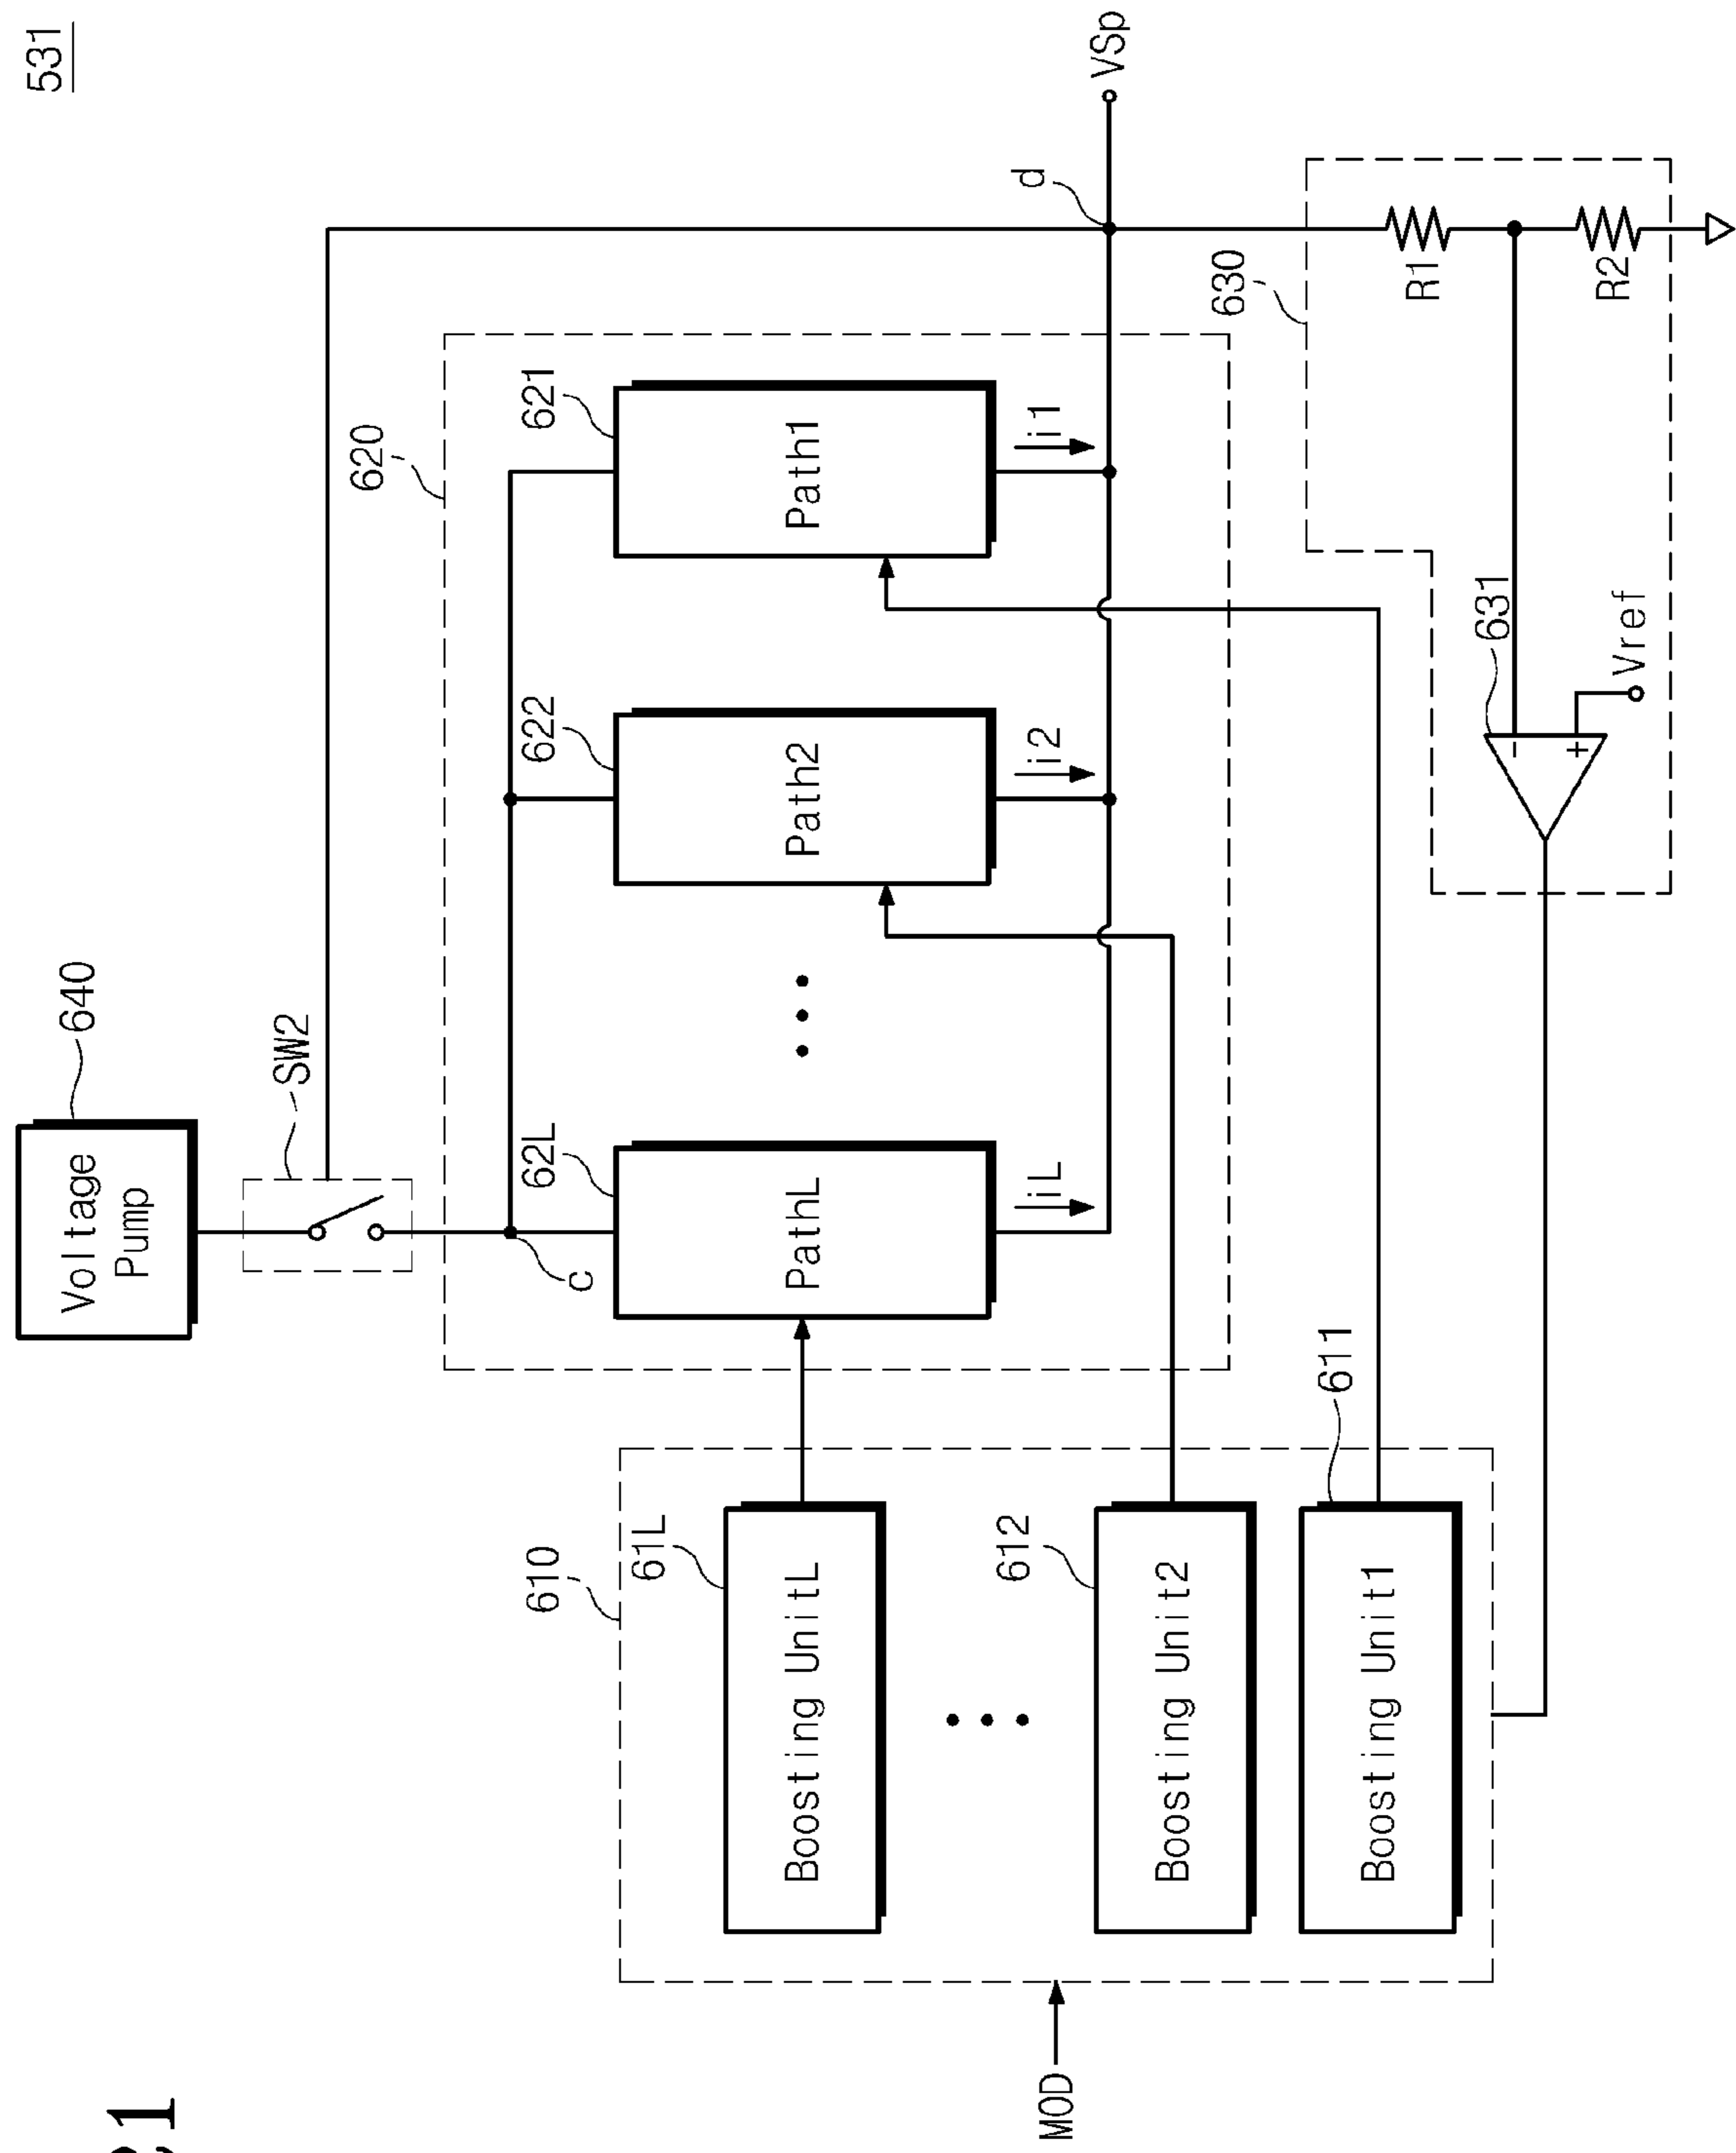 531
Voltage
Pump
640
SW2
620
c
62L
622
621
610
61L
Boosting UnitL
PathL
Path2
Path1
612
iL
i2
i1
d
VSp
MOD
Boosting Unit2
630
611
Boosting Unit1
R1
631
-
+
Vref
R2